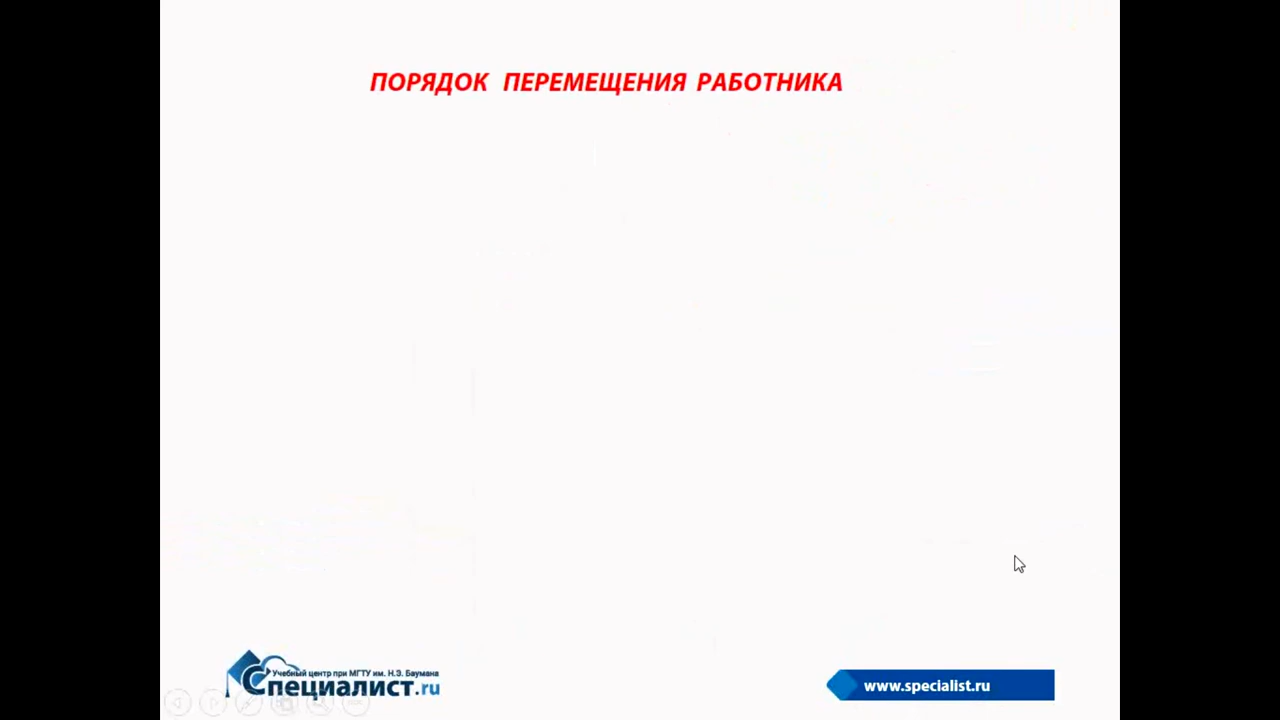 ПОРЯДОК ПЕРЕМЕЩЕНИЯ РАБОТНИКА
Учебный центр при МГТУ им. Н.Э. Баумана
Специалист.ru
www.specialist.ru